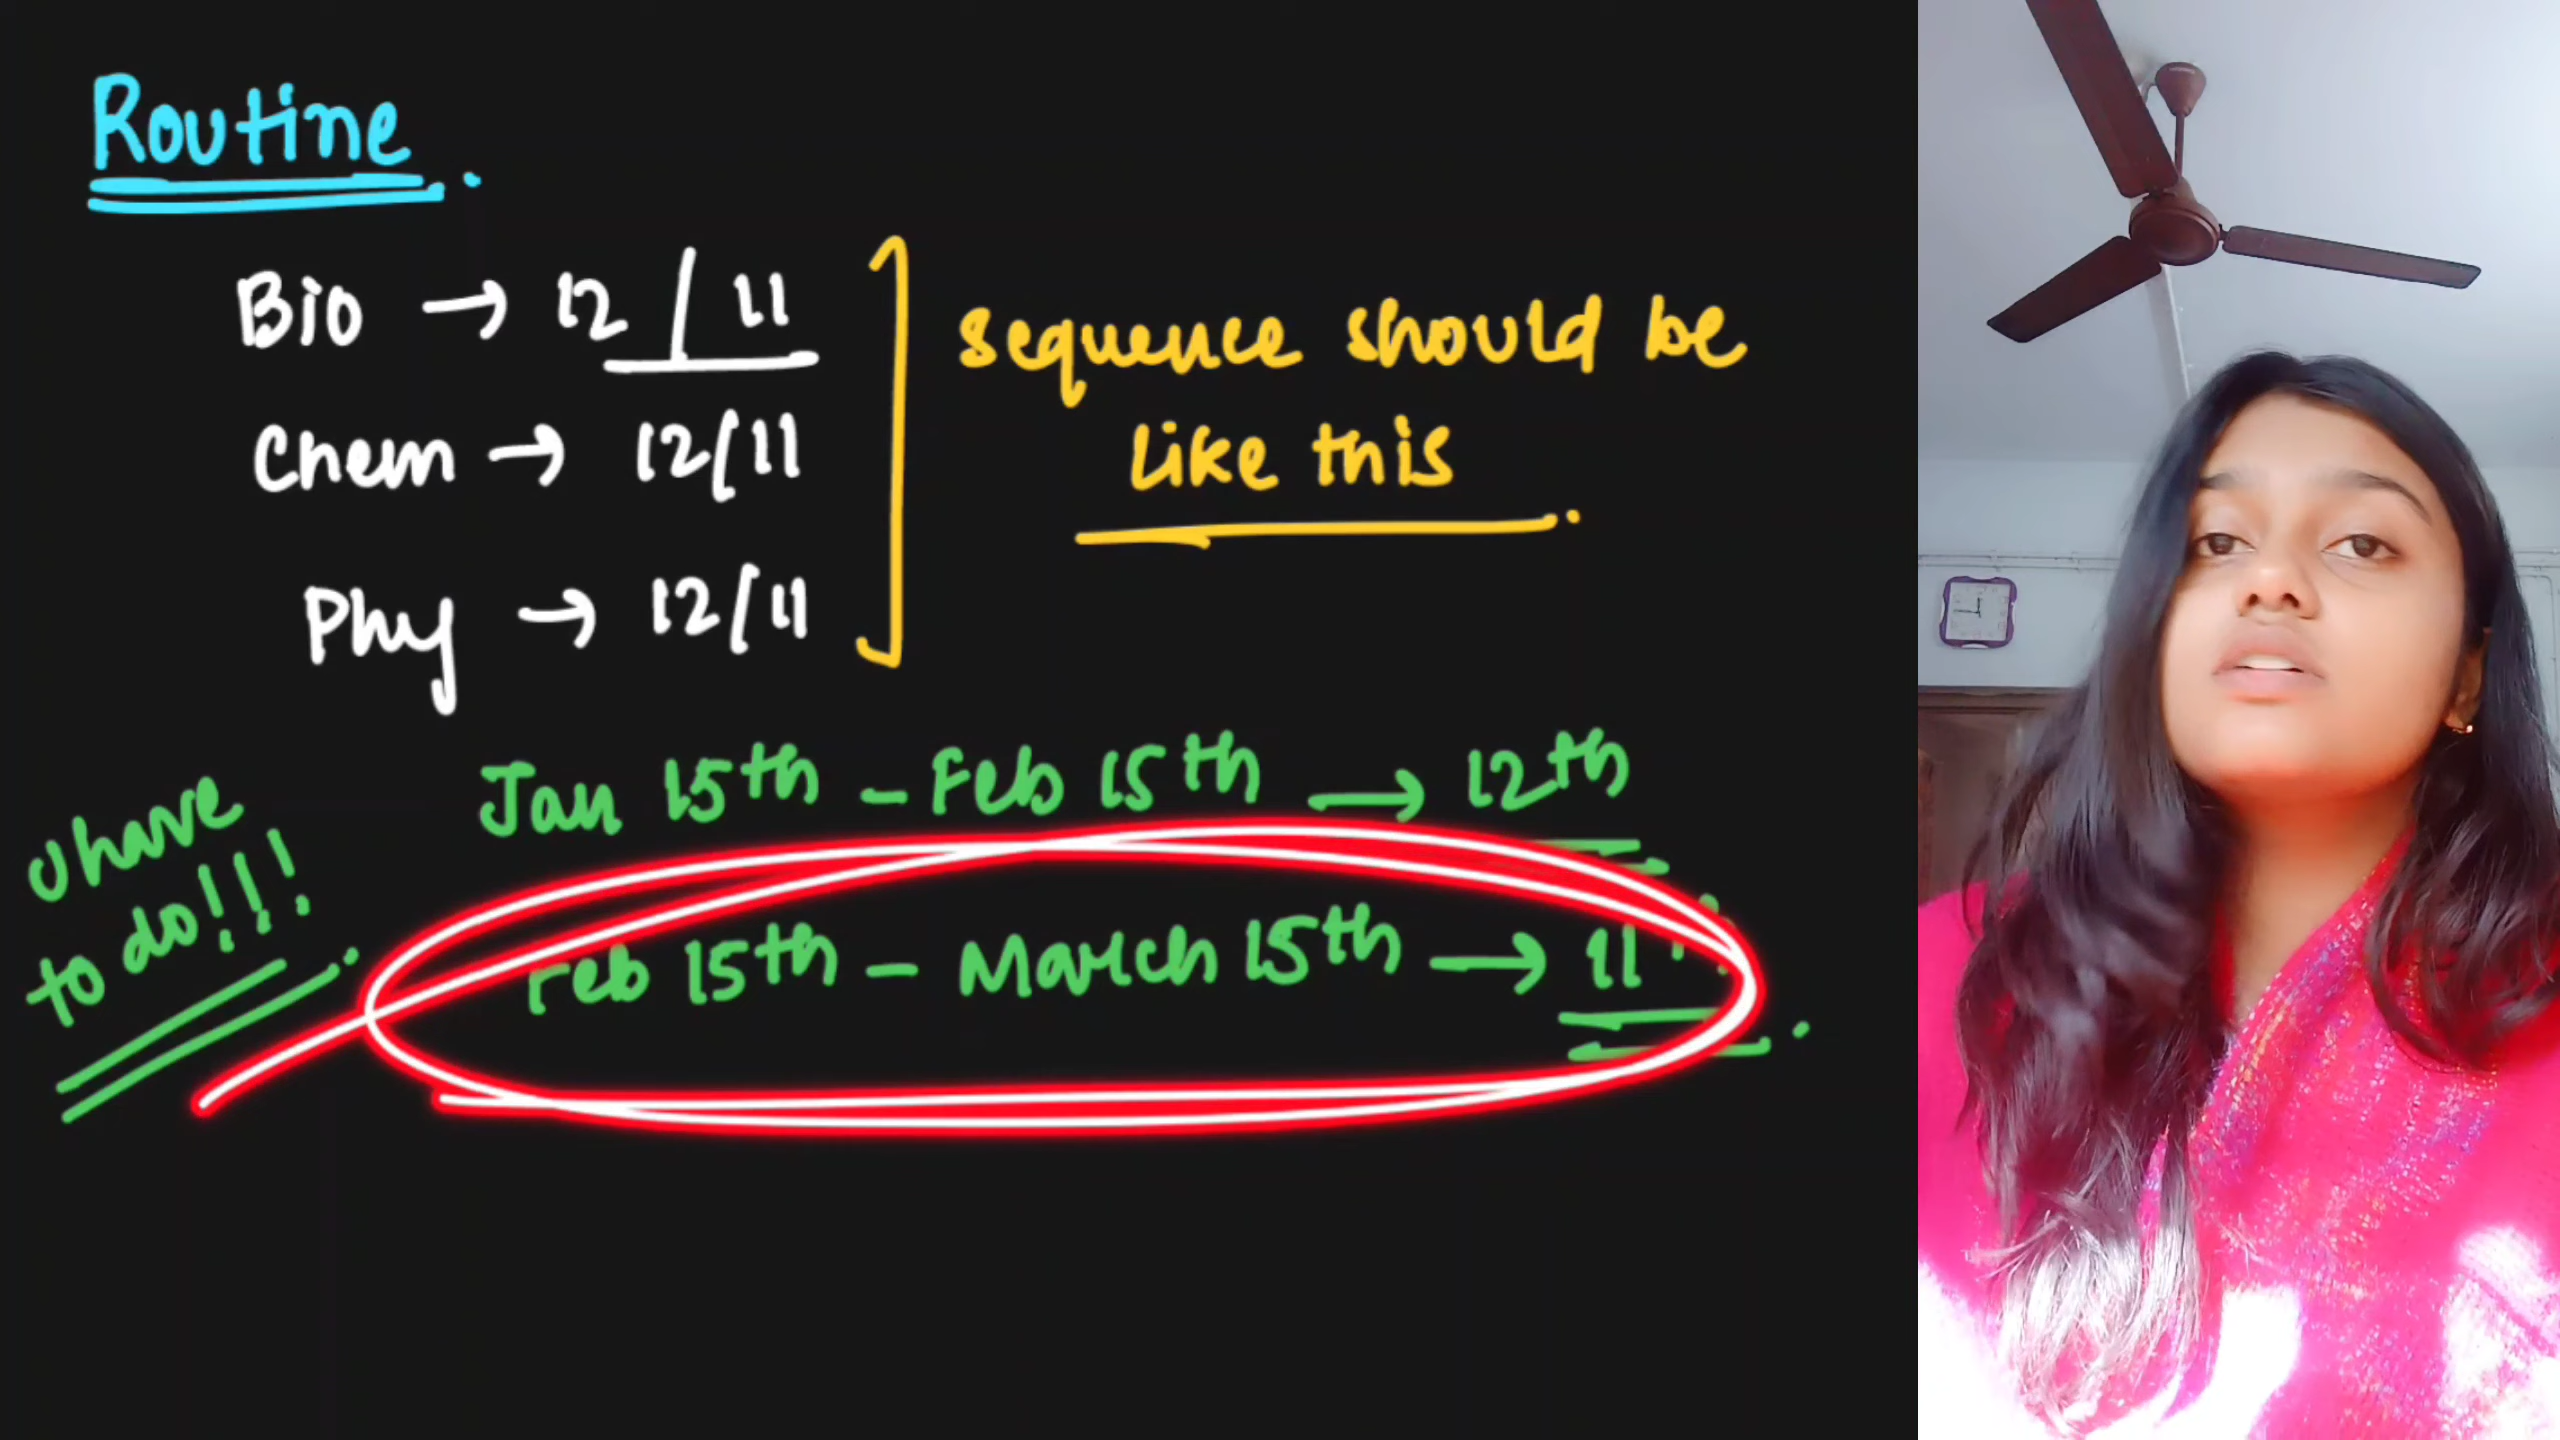 Routine.
Bio → 12 / 11
Chem → 12/11
Phy → 12/11
sequence should be
like this.
U have
to do!!!
Jan 15th - Feb 15th → 12th
Feb 15th - March 15th → 11th.